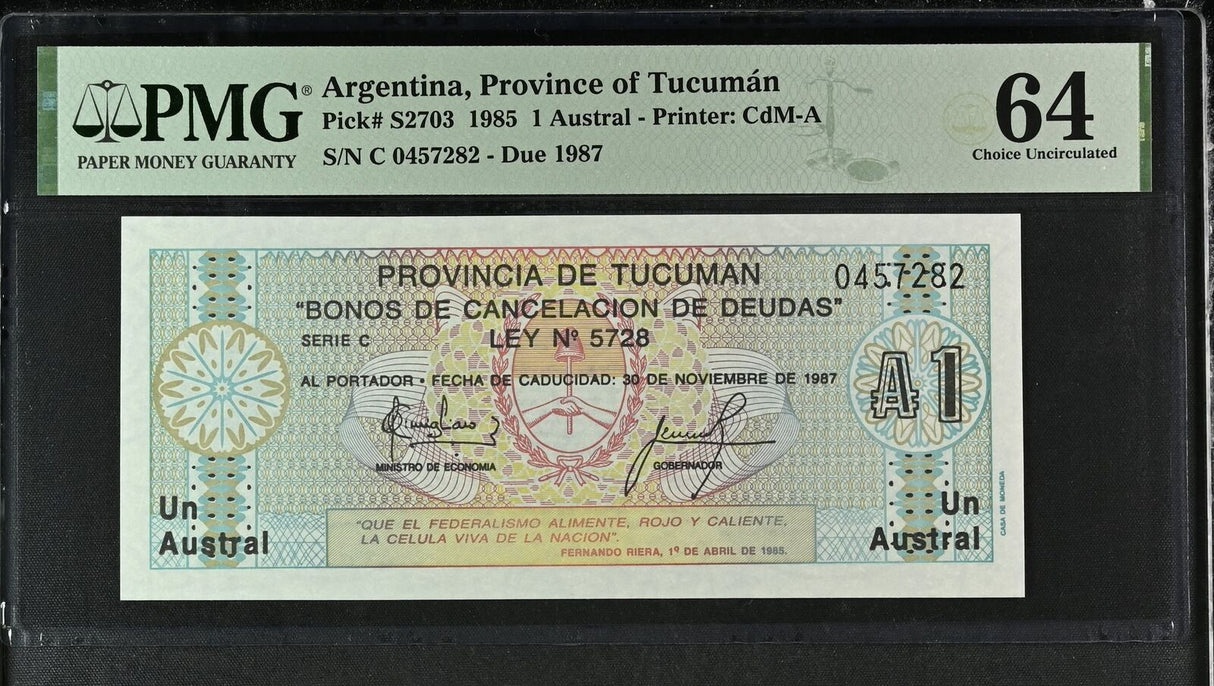 PMG®
PAPER MONEY GUARANTY
Argentina, Province of Tucumán
Pick# S2703 1985 1 Austral - Printer: CdM-A
S/N C 0457282 - Due 1987
64
Choice Uncirculated
PROVINCIA DE TUCUMAN
0457282
"BONOS DE CANCELACION DE DEUDAS"
SERIE C
LEY Nº 5728
AL PORTADOR • FECHA DE CADUCIDAD: 30 DE NOVIEMBRE DE 1987
₳1
MINISTRO DE ECONOMIA
GOBERNADOR
Un
Austral
"QUE EL FEDERALISMO ALIMENTE, ROJO Y CALIENTE,
LA CELULA VIVA DE LA NACION".
FERNANDO RIERA, 1º DE ABRIL DE 1985.
Un
Austral
CASA DE MONEDA